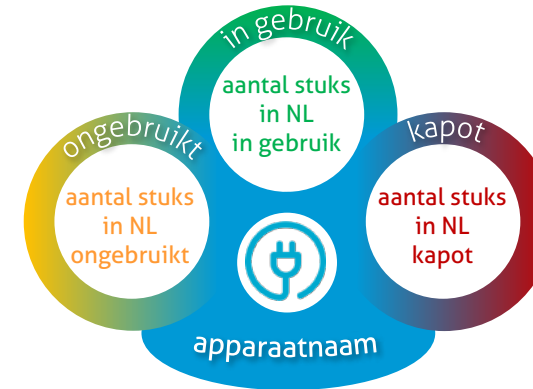 in gebruik
aantal stuks
in NL
in gebruik
ongebruikt
aantal stuks
in NL
ongebruikt
kapot
aantal stuks
in NL
kapot
apparaatnaam